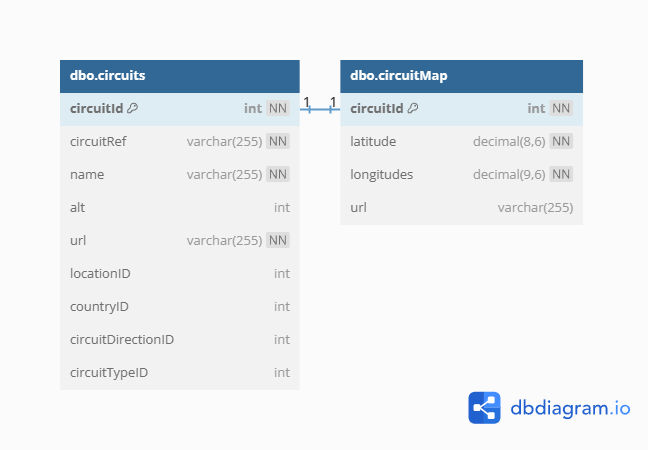 dbo.circuits
circuitId int NN
circuitRef varchar(255) NN
name varchar(255) NN
alt int
url varchar(255) NN
locationID int
countryID int
circuitDirectionID int
circuitTypeID int
1 1
dbo.circuitMap
circuitId int NN
latitude decimal(8,6) NN
longitudes decimal(9,6) NN
url varchar(255)
dbdiagram.io